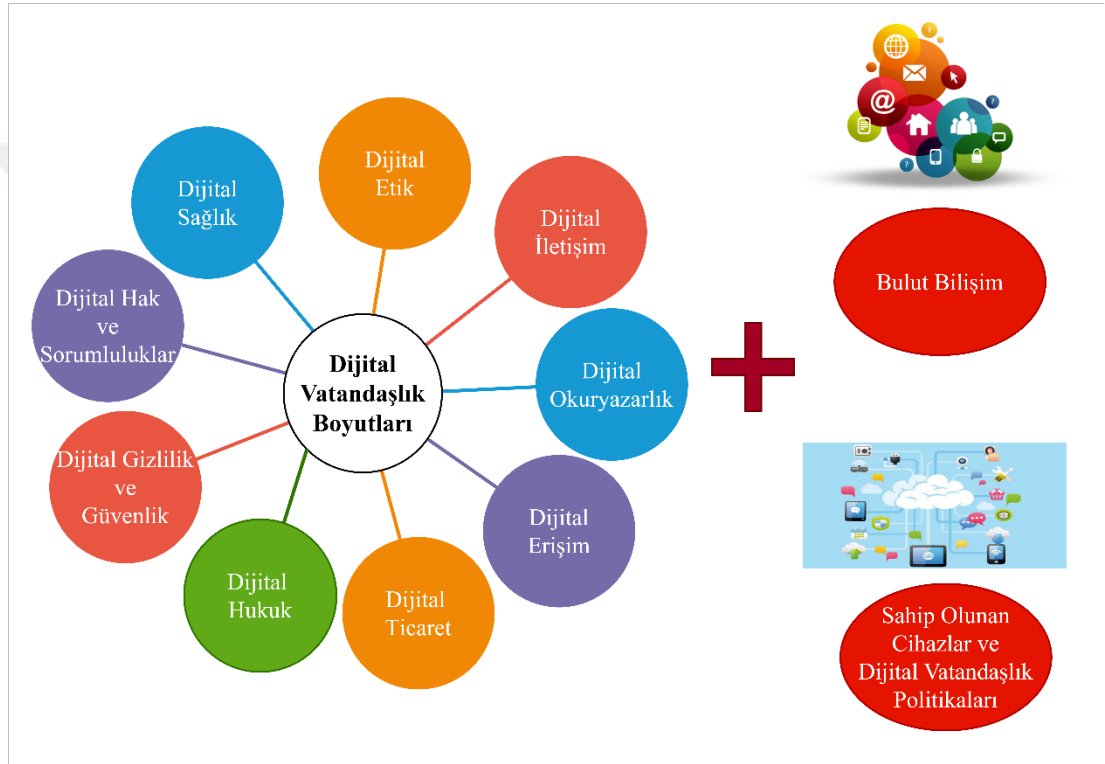 Dijital
Etik
Dijital
İletişim
Dijital
Okuryazarlık
Dijital
Erişim
Dijital
Ticaret
Dijital
Hukuk
Dijital Gizlilik
ve
Güvenlik
Dijital Hak
ve
Sorumluluklar
Dijital
Sağlık
Dijital
Vatandaşlık
Boyutları
@
?
?
?
Bulut Bilişim
Sahip Olunan
Cihazlar ve
Dijital Vatandaşlık
Politikaları